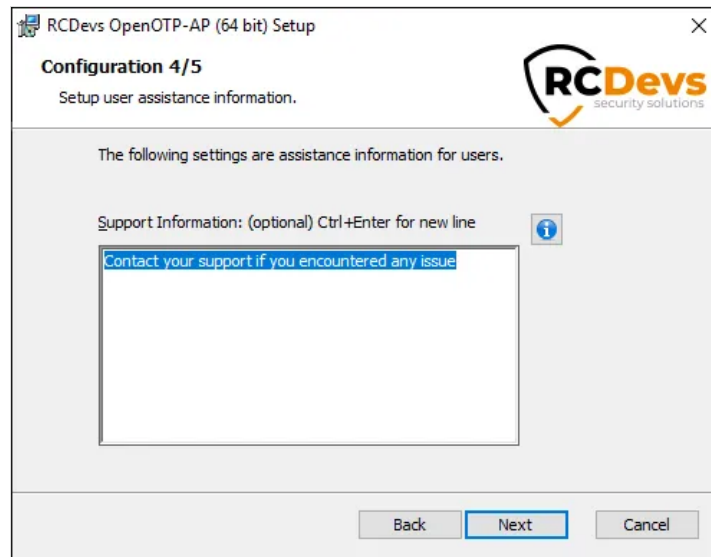 RCDevs OpenOTP-AP (64 bit) Setup
Configuration 4/5
Setup user assistance information.
RCDevs
security solutions
The following settings are assistance information for users.
Support Information: (optional) Ctrl+Enter for new line
Contact your support if you encountered any issue
Back
Next
Cancel